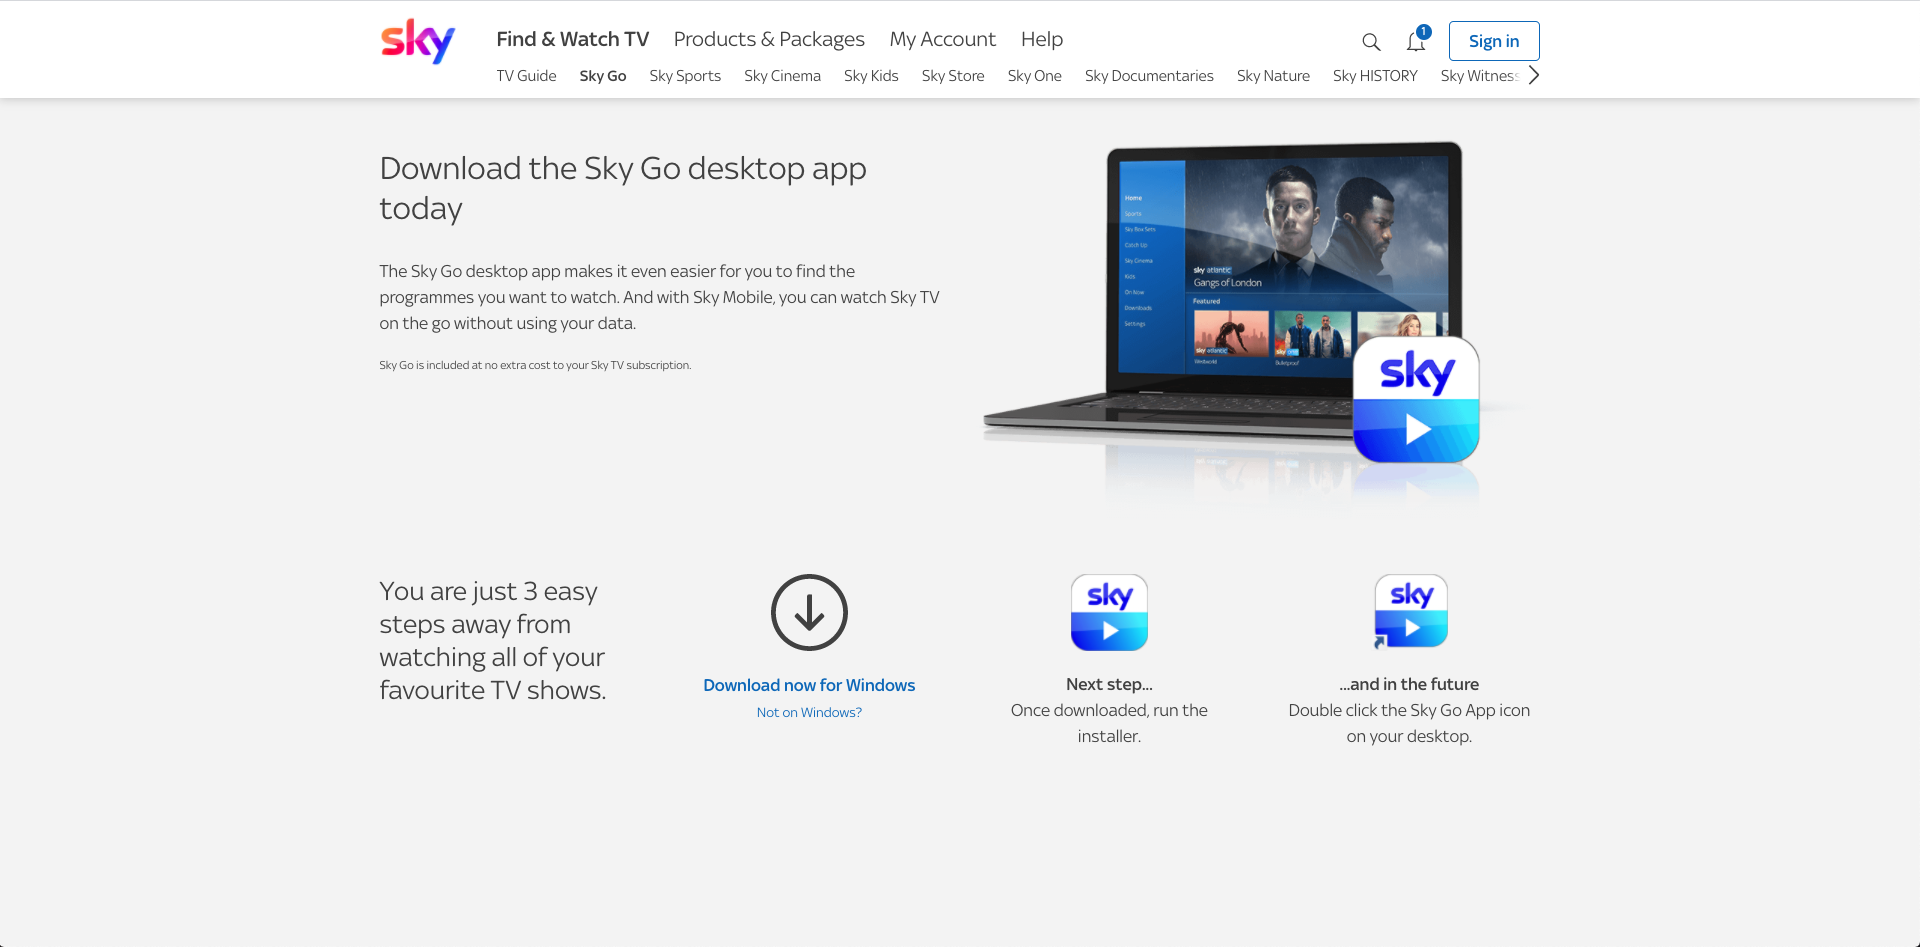 sky
Find & Watch TV
Products & Packages
My Account
Help
1
Sign in
TV Guide
Sky Go
Sky Sports
Sky Cinema
Sky Kids
Sky Store
Sky One
Sky Documentaries
Sky Nature
Sky HISTORY
Sky Witness
Download the Sky Go desktop app
today
The Sky Go desktop app makes it even easier for you to find the
programmes you want to watch. And with Sky Mobile, you can watch Sky TV
on the go without using your data.
Sky Go is included at no extra cost to your Sky TV subscription.
Home
Sports
Sky Box Sets
Catch Up
Sky Cinema
Kids
On Now
Downloads
Settings
sky atlantic
Gangs of London
Featured
sky atlantic
Westworld
sky
Bulletproof
sky
You are just 3 easy
steps away from
watching all of your
favourite TV shows.
Download now for Windows
Not on Windows?
sky
Next step...
Once downloaded, run the
installer.
sky
...and in the future
Double click the Sky Go App icon
on your desktop.